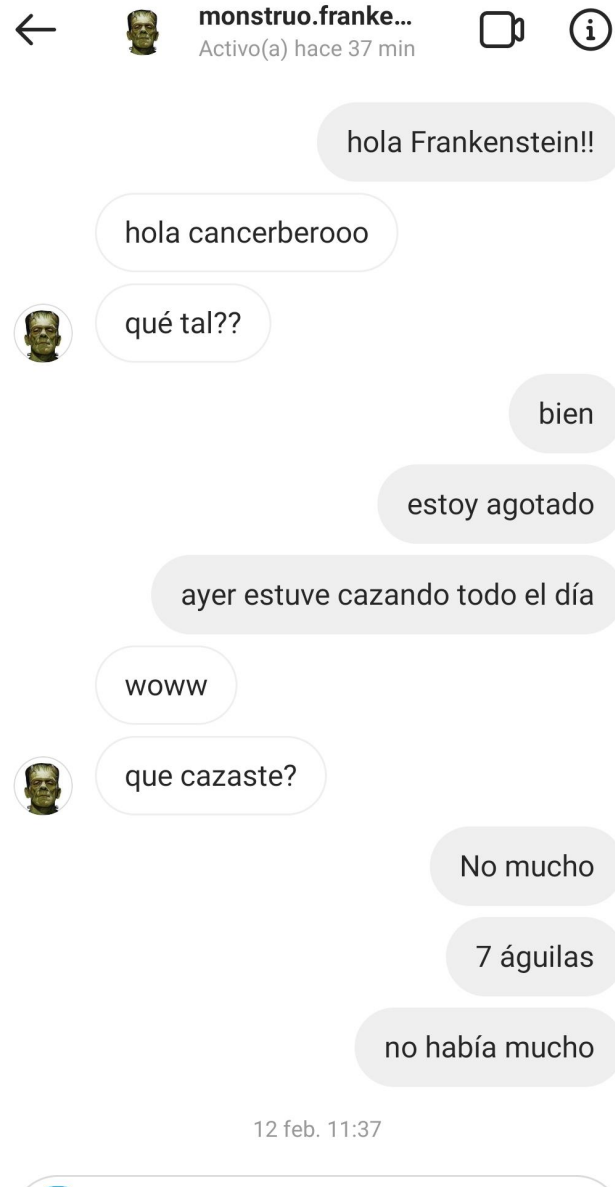 monstruo.franke...
Activo(a) hace 37 min
hola Frankenstein!!
hola cancerberooo
qué tal??
bien
estoy agotado
ayer estuve cazando todo el día
woww
que cazaste?
No mucho
7 águilas
no había mucho
12 feb. 11:37